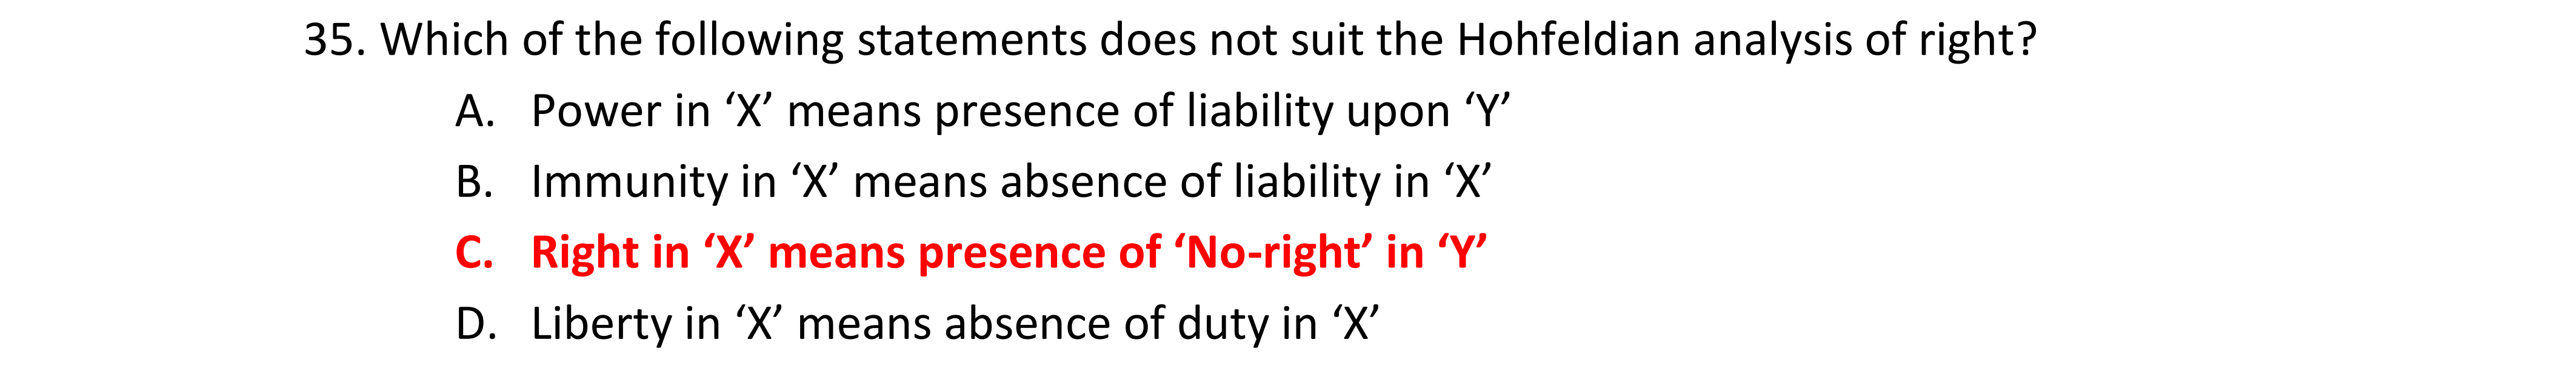 35. Which of the following statements does not suit the Hohfeldian analysis of right?
A. Power in ‘X’ means presence of liability upon ‘Y’
B. Immunity in ‘X’ means absence of liability in ‘X’
C. Right in ‘X’ means presence of ‘No-right’ in ‘Y’
D. Liberty in ‘X’ means absence of duty in ‘X’